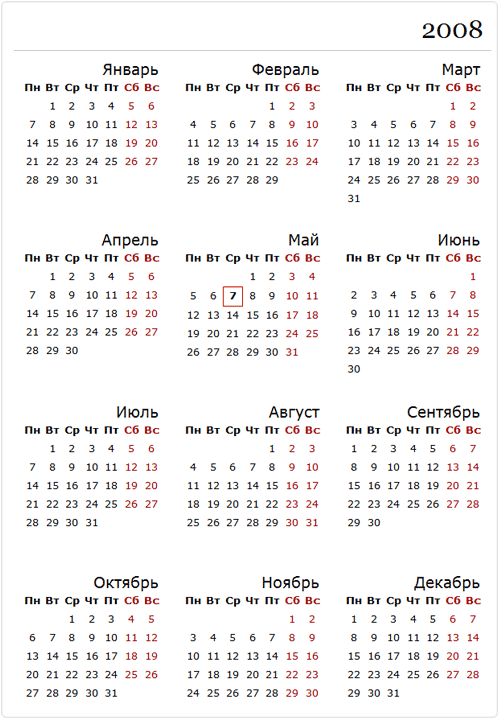 2008
Январь
Пн Вт Ср Чт Пт Сб Вс
1 2 3 4 5 6
7 8 9 10 11 12 13
14 15 16 17 18 19 20
21 22 23 24 25 26 27
28 29 30 31
Февраль
Пн Вт Ср Чт Пт Сб Вс
1 2 3
4 5 6 7 8 9 10
11 12 13 14 15 16 17
18 19 20 21 22 23 24
25 26 27 28 29
Март
Пн Вт Ср Чт Пт Сб Вс
1 2
3 4 5 6 7 8 9
10 11 12 13 14 15 16
17 18 19 20 21 22 23
24 25 26 27 28 29 30
31
Апрель
Пн Вт Ср Чт Пт Сб Вс
1 2 3 4 5 6
7 8 9 10 11 12 13
14 15 16 17 18 19 20
21 22 23 24 25 26 27
28 29 30
Май
Пн Вт Ср Чт Пт Сб Вс
1 2 3 4
5 6 7 8 9 10 11
12 13 14 15 16 17 18
19 20 21 22 23 24 25
26 27 28 29 30 31
Июнь
Пн Вт Ср Чт Пт Сб Вс
1
2 3 4 5 6 7 8
9 10 11 12 13 14 15
16 17 18 19 20 21 22
23 24 25 26 27 28 29
30
Июль
Пн Вт Ср Чт Пт Сб Вс
1 2 3 4 5 6
7 8 9 10 11 12 13
14 15 16 17 18 19 20
21 22 23 24 25 26 27
28 29 30 31
Август
Пн Вт Ср Чт Пт Сб Вс
1 2 3
4 5 6 7 8 9 10
11 12 13 14 15 16 17
18 19 20 21 22 23 24
25 26 27 28 29 30 31
Сентябрь
Пн Вт Ср Чт Пт Сб Вс
1 2 3 4 5 6 7
8 9 10 11 12 13 14
15 16 17 18 19 20 21
22 23 24 25 26 27 28
29 30
Октябрь
Пн Вт Ср Чт Пт Сб Вс
1 2 3 4 5
6 7 8 9 10 11 12
13 14 15 16 17 18 19
20 21 22 23 24 25 26
27 28 29 30 31
Ноябрь
Пн Вт Ср Чт Пт Сб Вс
1 2
3 4 5 6 7 8 9
10 11 12 13 14 15 16
17 18 19 20 21 22 23
24 25 26 27 28 29 30
Декабрь
Пн Вт Ср Чт Пт Сб Вс
1 2 3 4 5 6 7
8 9 10 11 12 13 14
15 16 17 18 19 20 21
22 23 24 25 26 27 28
29 30 31